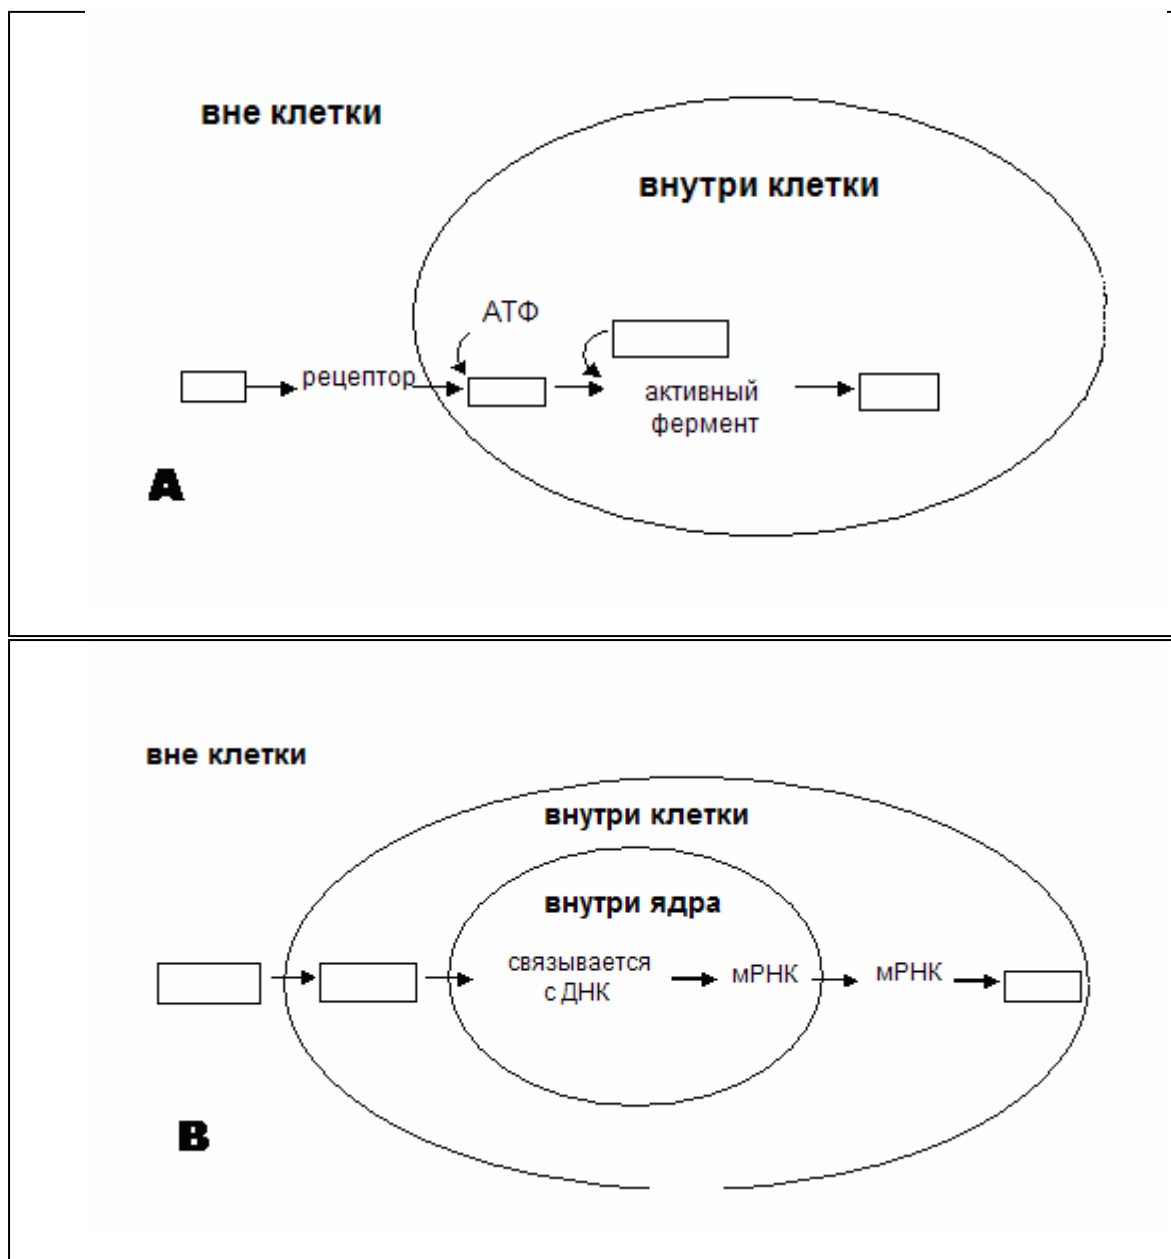 вне клетки
внутри клетки
АТФ
рецептор
активный
фермент
А
вне клетки
внутри клетки
внутри ядра
связывается
с ДНК
мРНК
мРНК
В